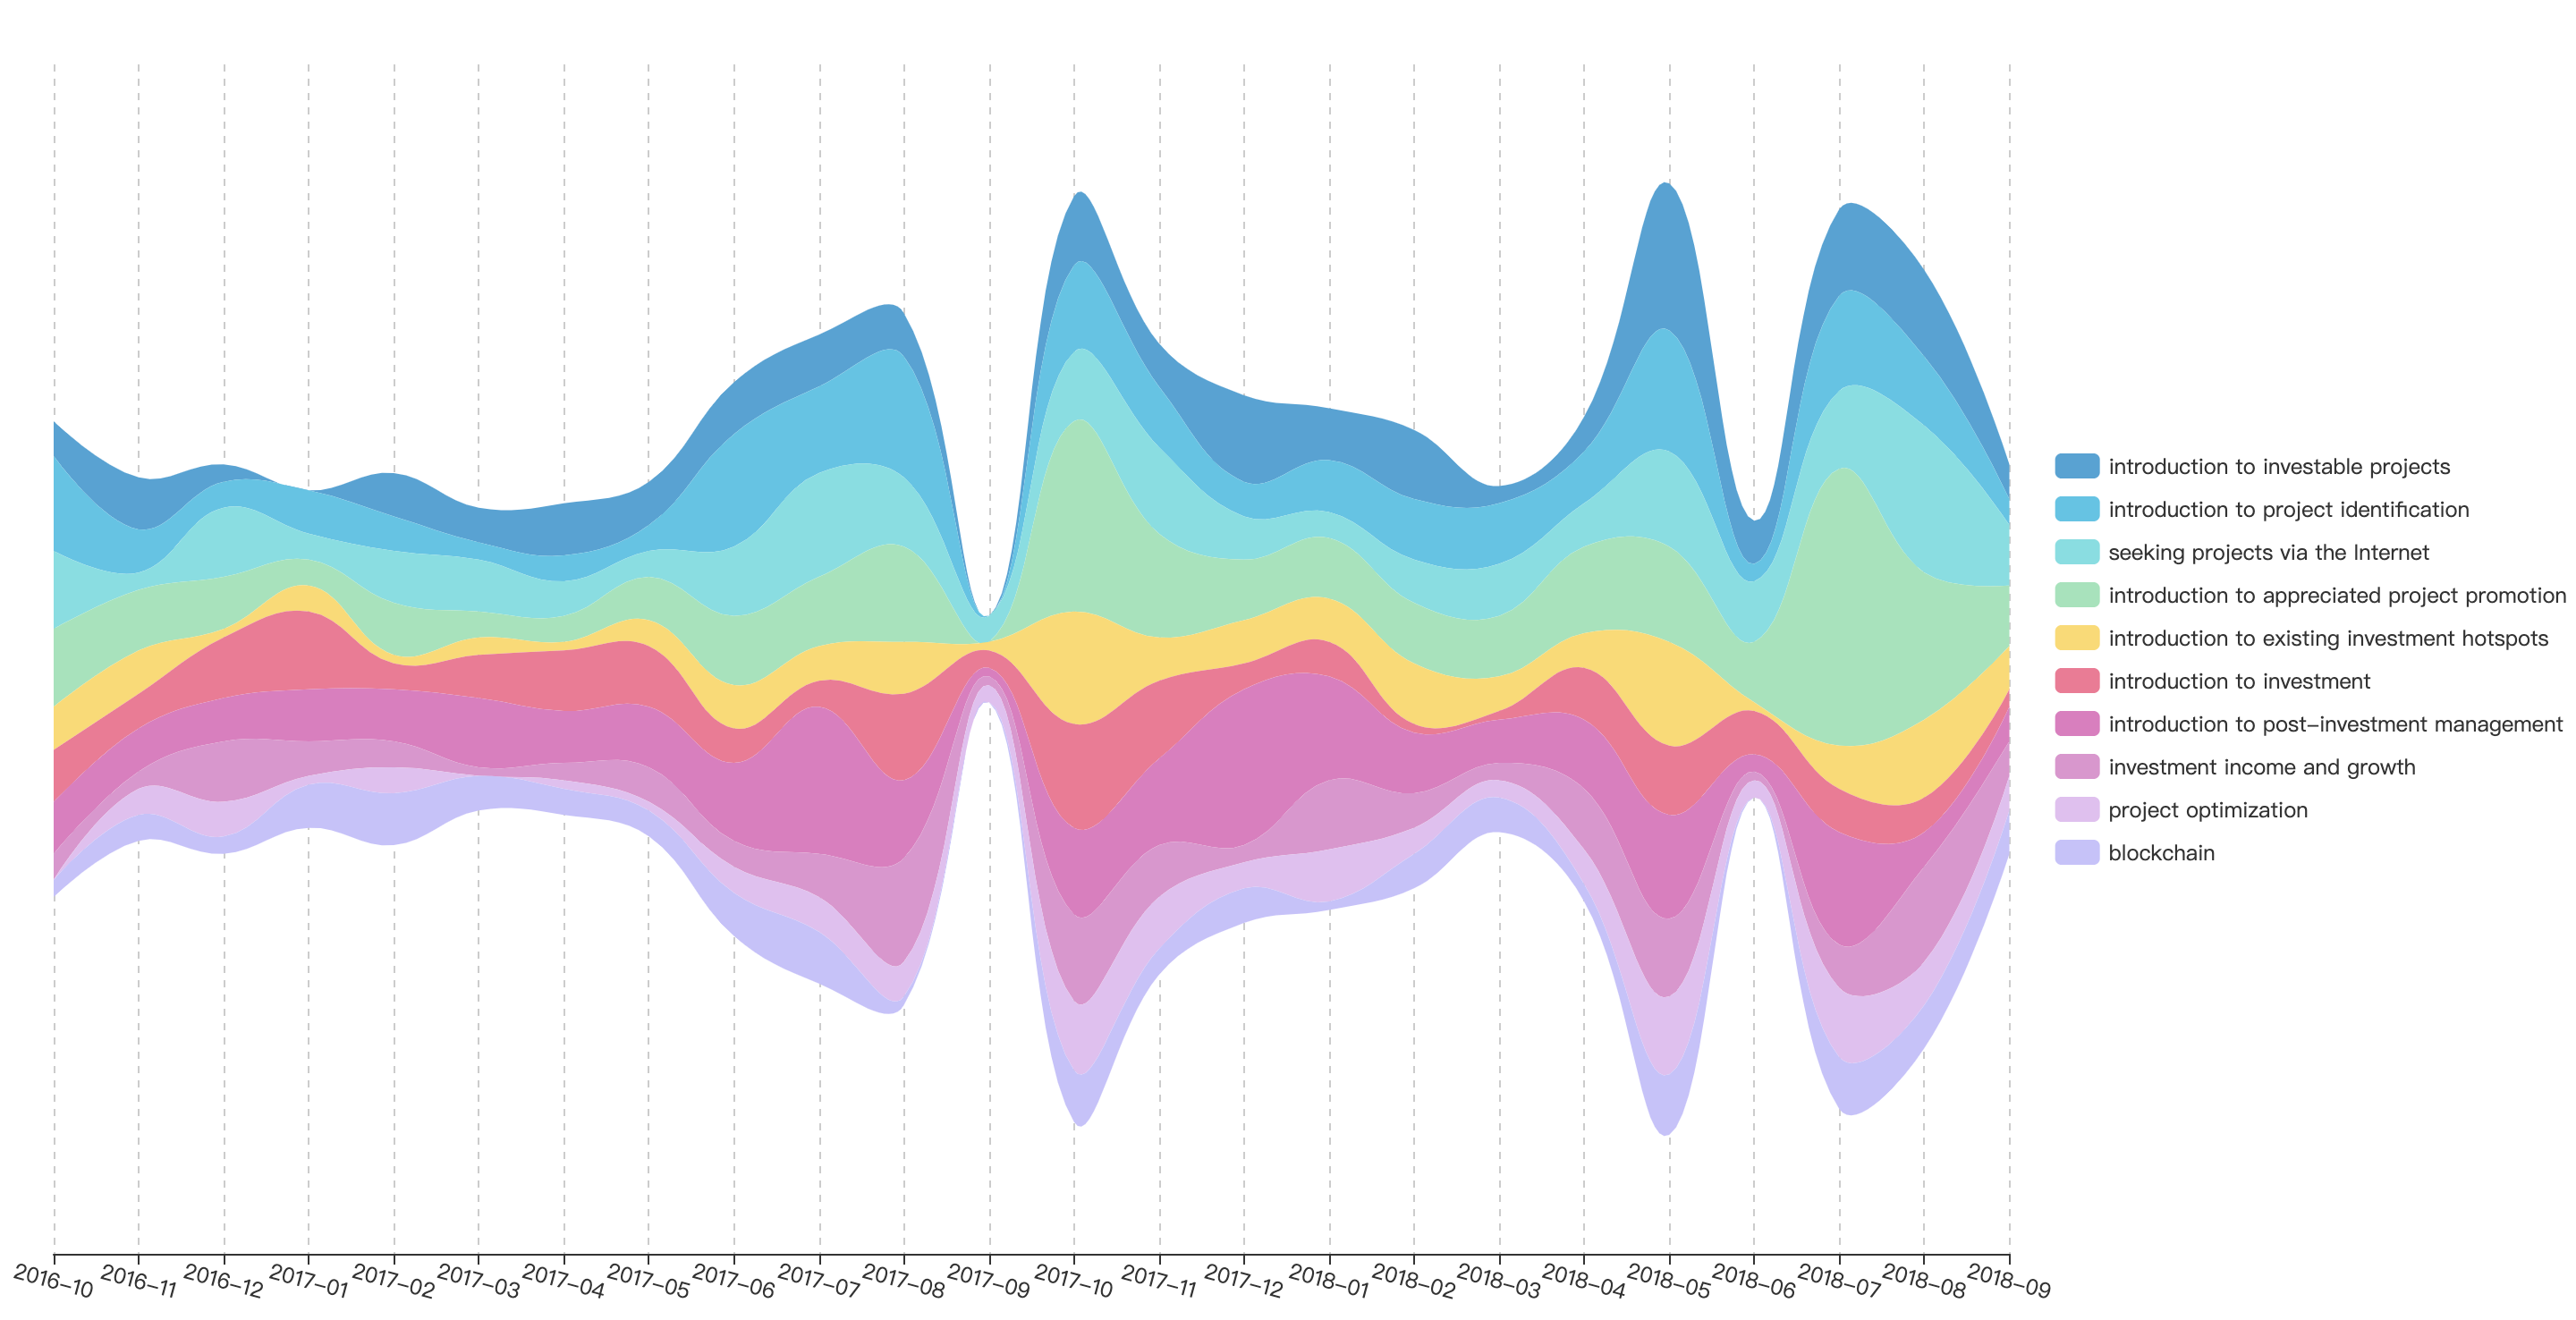 introduction to investable projects
introduction to project identification
seeking projects via the Internet
introduction to appreciated project promotion
introduction to existing investment hotspots
introduction to investment
introduction to post-investment management
investment income and growth
project optimization
blockchain
2016-10
2016-11
2016-12
2017-01
2017-02
2017-03
2017-04
2017-05
2017-06
2017-07
2017-08
2017-09
2017-10
2017-11
2017-12
2018-01
2018-02
2018-03
2018-04
2018-05
2018-06
2018-07
2018-08
2018-09